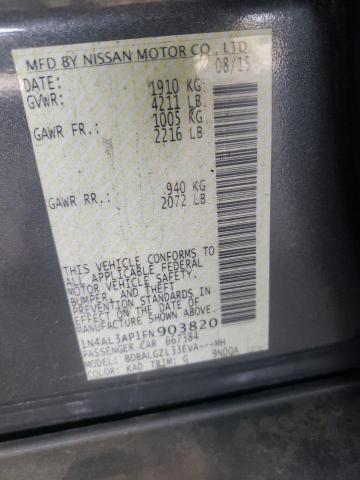 MFD BY NISSAN MOTOR CO., LTD
DATE: 08/15
GVWR: 1910 KG
4211 LB
GAWR FR: 1005 KG
2216 LB
GAWR RR: 940 KG
2072 LB
THIS VEHICLE CONFORMS TO
ALL APPLICABLE FEDERAL
MOTOR VEHICLE SAFETY,
BUMPER, AND THEFT
PREVENTION STANDARDS IN
EFFECT ON THE DATE OF
MANUFACTURE SHOWN ABOVE.
1N4AL3AP1FN903820
PASSENGER CAR 667384
MODEL: BDBALGZL33EVA---NH
COLOR: KAD TRIM: G 9N00A